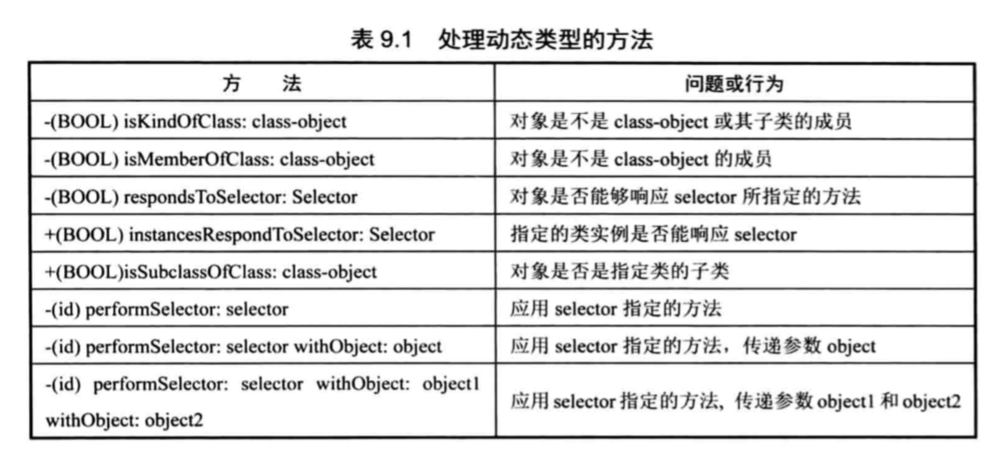 表 9.1 处理动态类型的方法
方 法 问题或行为
-(BOOL) isKindOfClass: class-object 对象是不是 class-object 或其子类的成员
-(BOOL) isMemberOfClass: class-object 对象是不是 class-object 的成员
-(BOOL) respondsToSelector: Selector 对象是否能够响应 selector 所指定的方法
+(BOOL) instancesRespondToSelector: Selector 指定的类实例是否能响应 selector
+(BOOL)isSubclassOfClass: class-object 对象是否是指定类的子类
-(id) performSelector: selector 应用 selector 指定的方法
-(id) performSelector: selector withObject: object 应用 selector 指定的方法，传递参数 object
-(id) performSelector: selector withObject: object1
withObject: object2
应用 selector 指定的方法, 传递参数 object1 和 object2